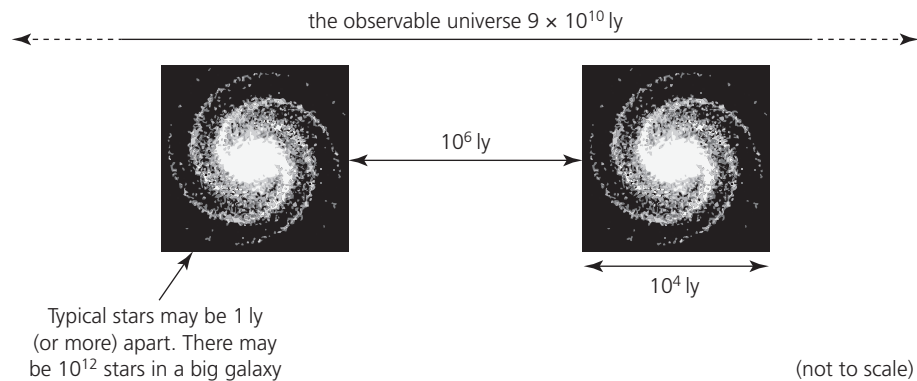 the observable universe 9 × 10¹⁰ ly
10⁶ ly
10⁴ ly
Typical stars may be 1 ly
(or more) apart. There may
be 10¹² stars in a big galaxy
(not to scale)